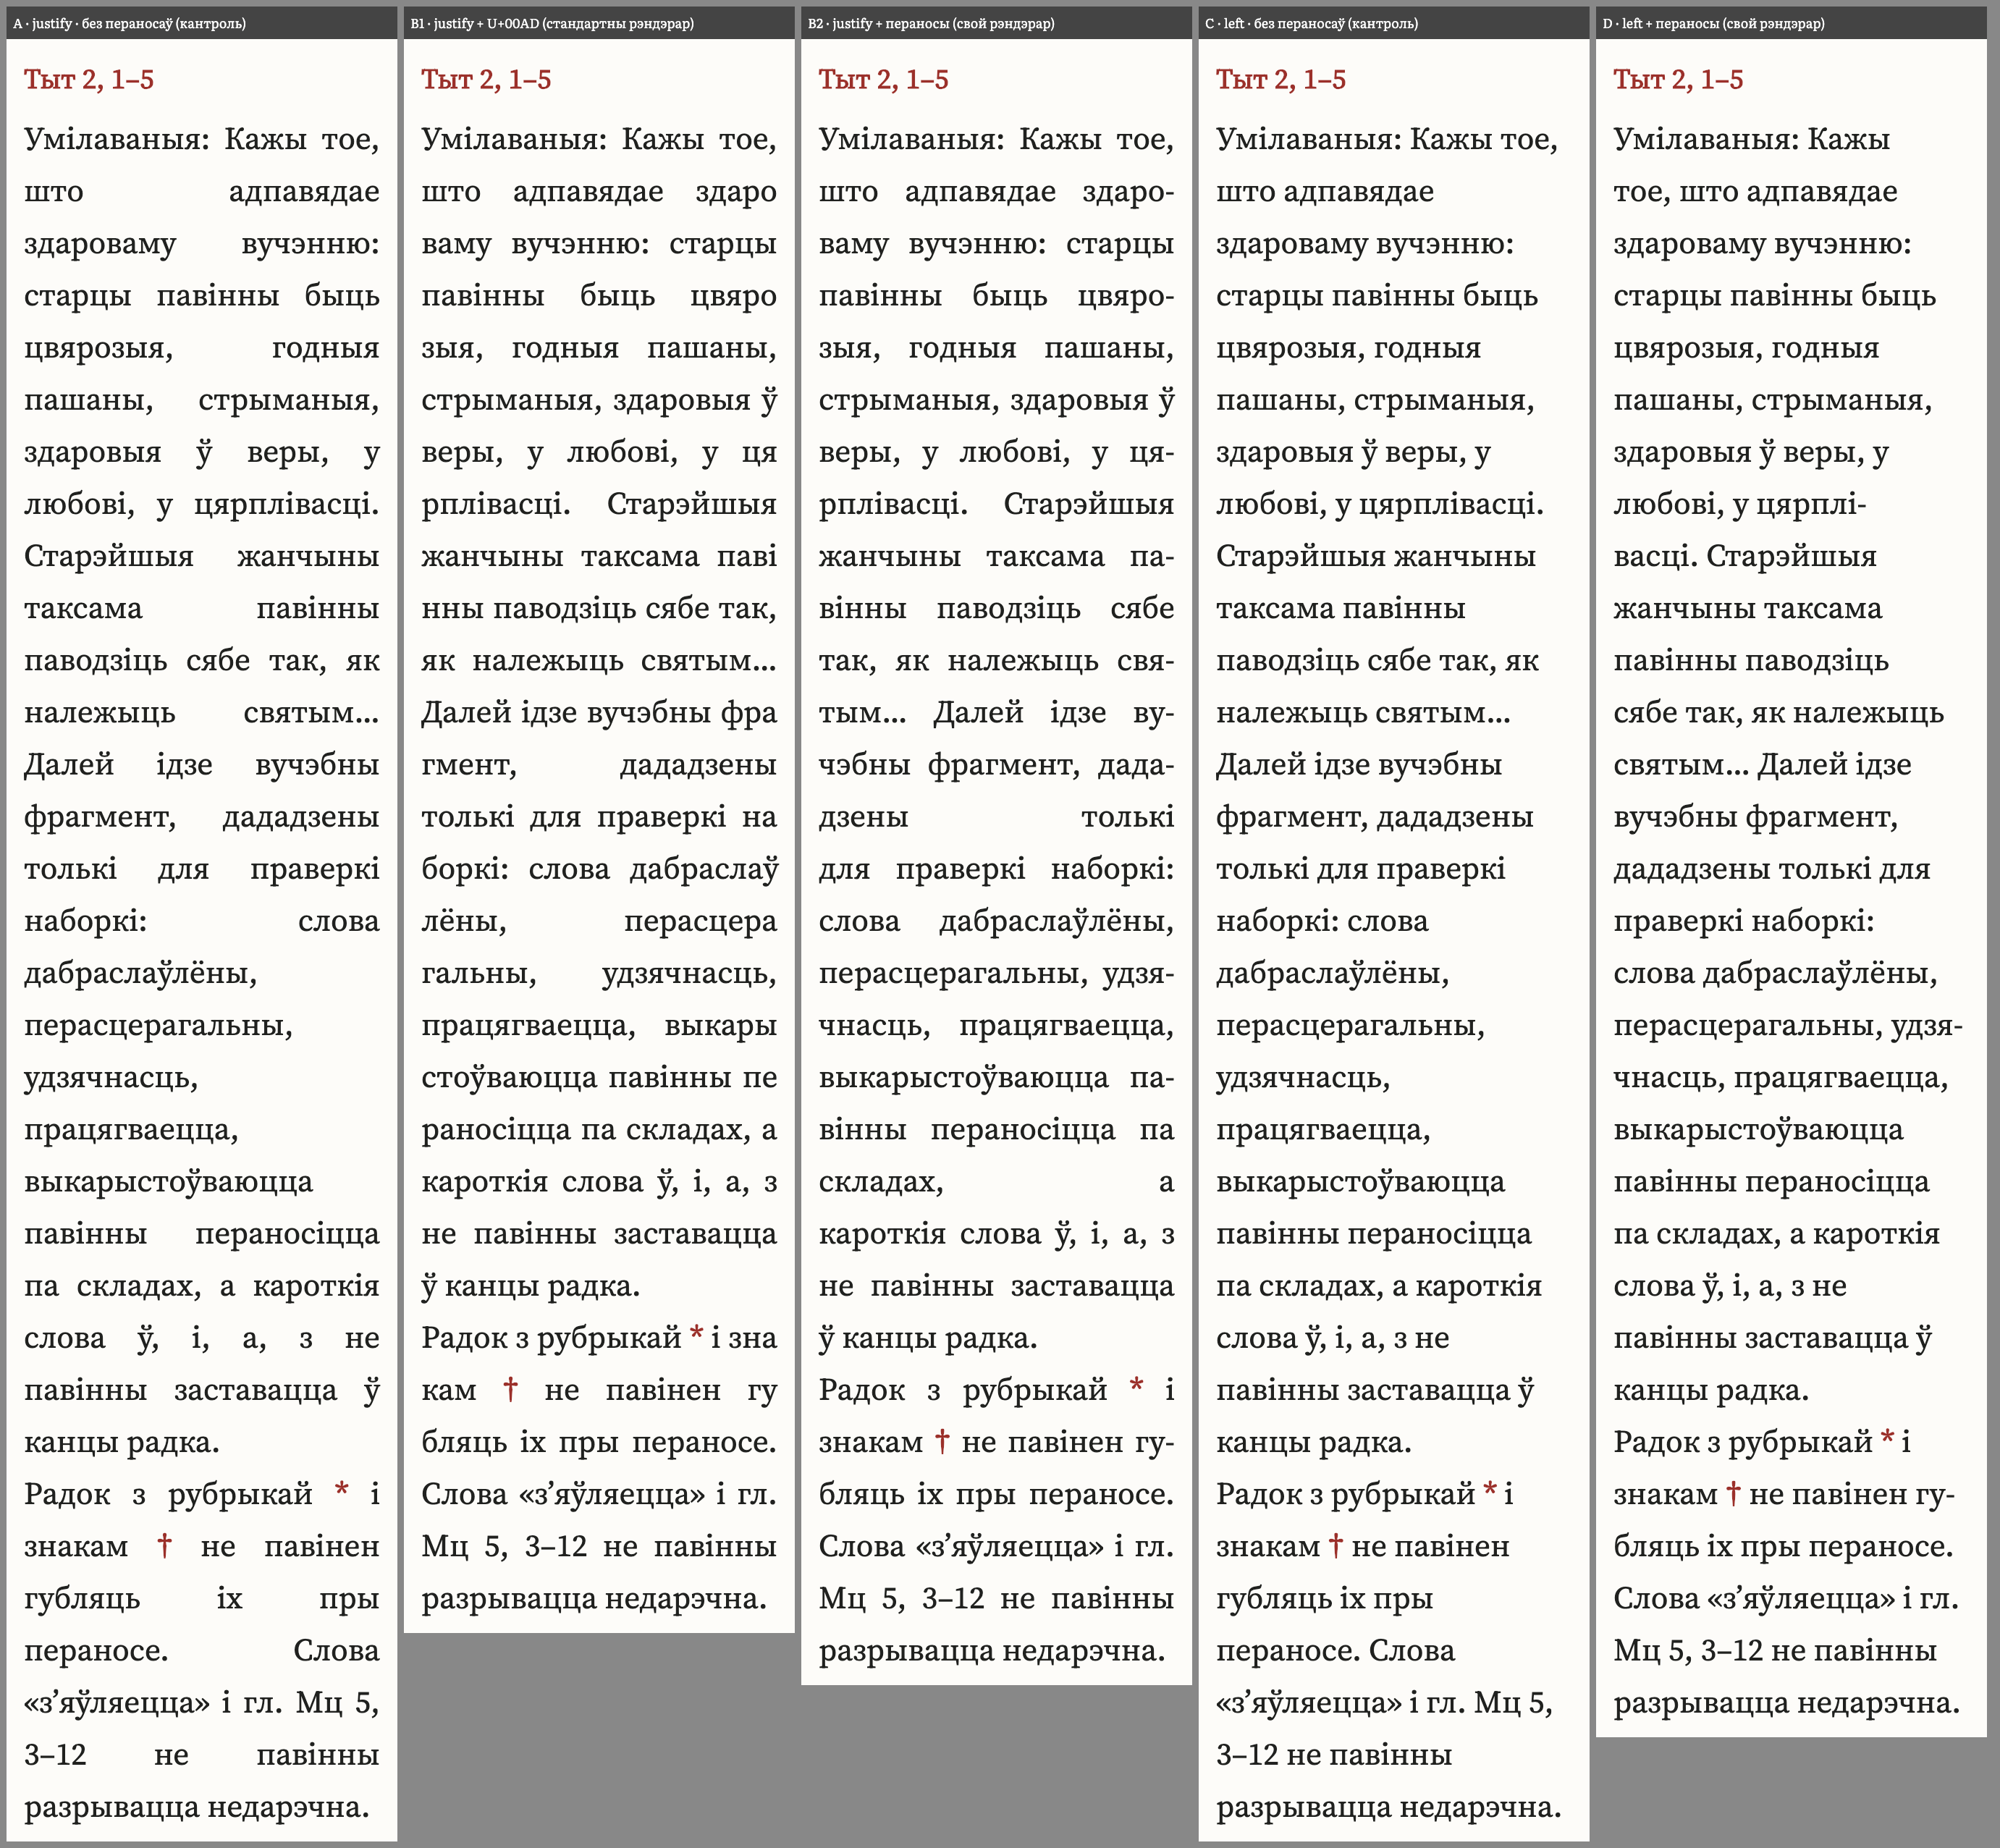 А · justify · без пераносаў (кантроль)
Тыт 2, 1–5
Умілаваныя: Кажы тое,
што адпавядае
здароваму вучэнню:
старцы павінны быць
цвярозыя, годныя
пашаны, стрыманыя,
здаровыя ў веры, у
любові, у цярплівасці.
Старэйшыя жанчыны
таксама павінны
паводзіць сябе так, як
належыць святым…
Далей ідзе вучэбны
фрагмент, дададзены
толькі для праверкі
наборкі: слова
дабраслаўлёны,
перасцерагальны,
удзячнасць,
працягваецца,
выкарыстоўваюцца
павінны пераносіцца
па складах, а кароткія
слова ў, і, а, з не
павінны заставацца ў
канцы радка.
Радок з рубрыкай * і
знакам † не павінен
губляць іх пры
пераносе. Слова
«з’яўляецца» і гл. Мц 5,
3–12 не павінны
разрывацца недарэчна.
B1 · justify + U+00AD (стандартны рэндэрар)
Тыт 2, 1–5
Умілаваныя: Кажы тое,
што адпавядае здаро
ваму вучэнню: старцы
павінны быць цвяро
зыя, годныя пашаны,
стрыманыя, здаровыя ў
веры, у любові, у ця
рплівасці. Старэйшыя
жанчыны таксама паві
нны паводзіць сябе так,
як належыць святым…
Далей ідзе вучэбны фра
гмент, дададзены
толькі для праверкі на
боркі: слова дабраслаў
лёны, перасцера
гальны, удзячнасць,
працягваецца, выкары
стоўваюцца павінны пе
раносіцца па складах, а
кароткія слова ў, і, а, з
не павінны заставацца
ў канцы радка.
Радок з рубрыкай * і зна
кам † не павінен гу
бляць іх пры пераносе.
Слова «з’яўляецца» і гл.
Мц 5, 3–12 не павінны
разрывацца недарэчна.
B2 · justify + пераносы (свой рэндэрар)
Тыт 2, 1–5
Умілаваныя: Кажы тое,
што адпавядае здаро-
ваму вучэнню: старцы
павінны быць цвяро-
зыя, годныя пашаны,
стрыманыя, здаровыя ў
веры, у любові, у ця-
рплівасці. Старэйшыя
жанчыны таксама па-
вінны паводзіць сябе
так, як належыць свя-
тым… Далей ідзе ву-
чэбны фрагмент, дада-
дзены толькі
для праверкі наборкі:
слова дабраслаўлёны,
перасцерагальны, удзя-
чнасць, працягваецца,
выкарыстоўваюцца па-
вінны пераносіцца па
складах, а
кароткія слова ў, і, а, з
не павінны заставацца
ў канцы радка.
Радок з рубрыкай * і
знакам † не павінен гу-
бляць іх пры пераносе.
Слова «з’яўляецца» і гл.
Мц 5, 3–12 не павінны
разрывацца недарэчна.
C · left · без пераносаў (кантроль)
Тыт 2, 1–5
Умілаваныя: Кажы тое,
што адпавядае
здароваму вучэнню:
старцы павінны быць
цвярозыя, годныя
пашаны, стрыманыя,
здаровыя ў веры, у
любові, у цярплівасці.
Старэйшыя жанчыны
таксама павінны
паводзіць сябе так, як
належыць святым…
Далей ідзе вучэбны
фрагмент, дададзены
толькі для праверкі
наборкі: слова
дабраслаўлёны,
перасцерагальны,
удзячнасць,
працягваецца,
выкарыстоўваюцца
павінны пераносіцца
па складах, а кароткія
слова ў, і, а, з не
павінны заставацца ў
канцы радка.
Радок з рубрыкай * і
знакам † не павінен
губляць іх пры
пераносе. Слова
«з’яўляецца» і гл. Мц 5,
3–12 не павінны
разрывацца недарэчна.
D · left + пераносы (свой рэндэрар)
Тыт 2, 1–5
Умілаваныя: Кажы
тое, што адпавядае
здароваму вучэнню:
старцы павінны быць
цвярозыя, годныя
пашаны, стрыманыя,
здаровыя ў веры, у
любові, у цярплі-
васці. Старэйшыя
жанчыны таксама
павінны паводзіць
сябе так, як належыць
святым… Далей ідзе
вучэбны фрагмент,
дададзены толькі для
праверкі наборкі:
слова дабраслаўлёны,
перасцерагальны, удзя-
чнасць, працягваецца,
выкарыстоўваюцца
павінны пераносіцца
па складах, а кароткія
слова ў, і, а, з не
павінны заставацца ў
канцы радка.
Радок з рубрыкай * і
знакам † не павінен гу-
бляць іх пры пераносе.
Слова «з’яўляецца» і гл.
Мц 5, 3–12 не павінны
разрывацца недарэчна.